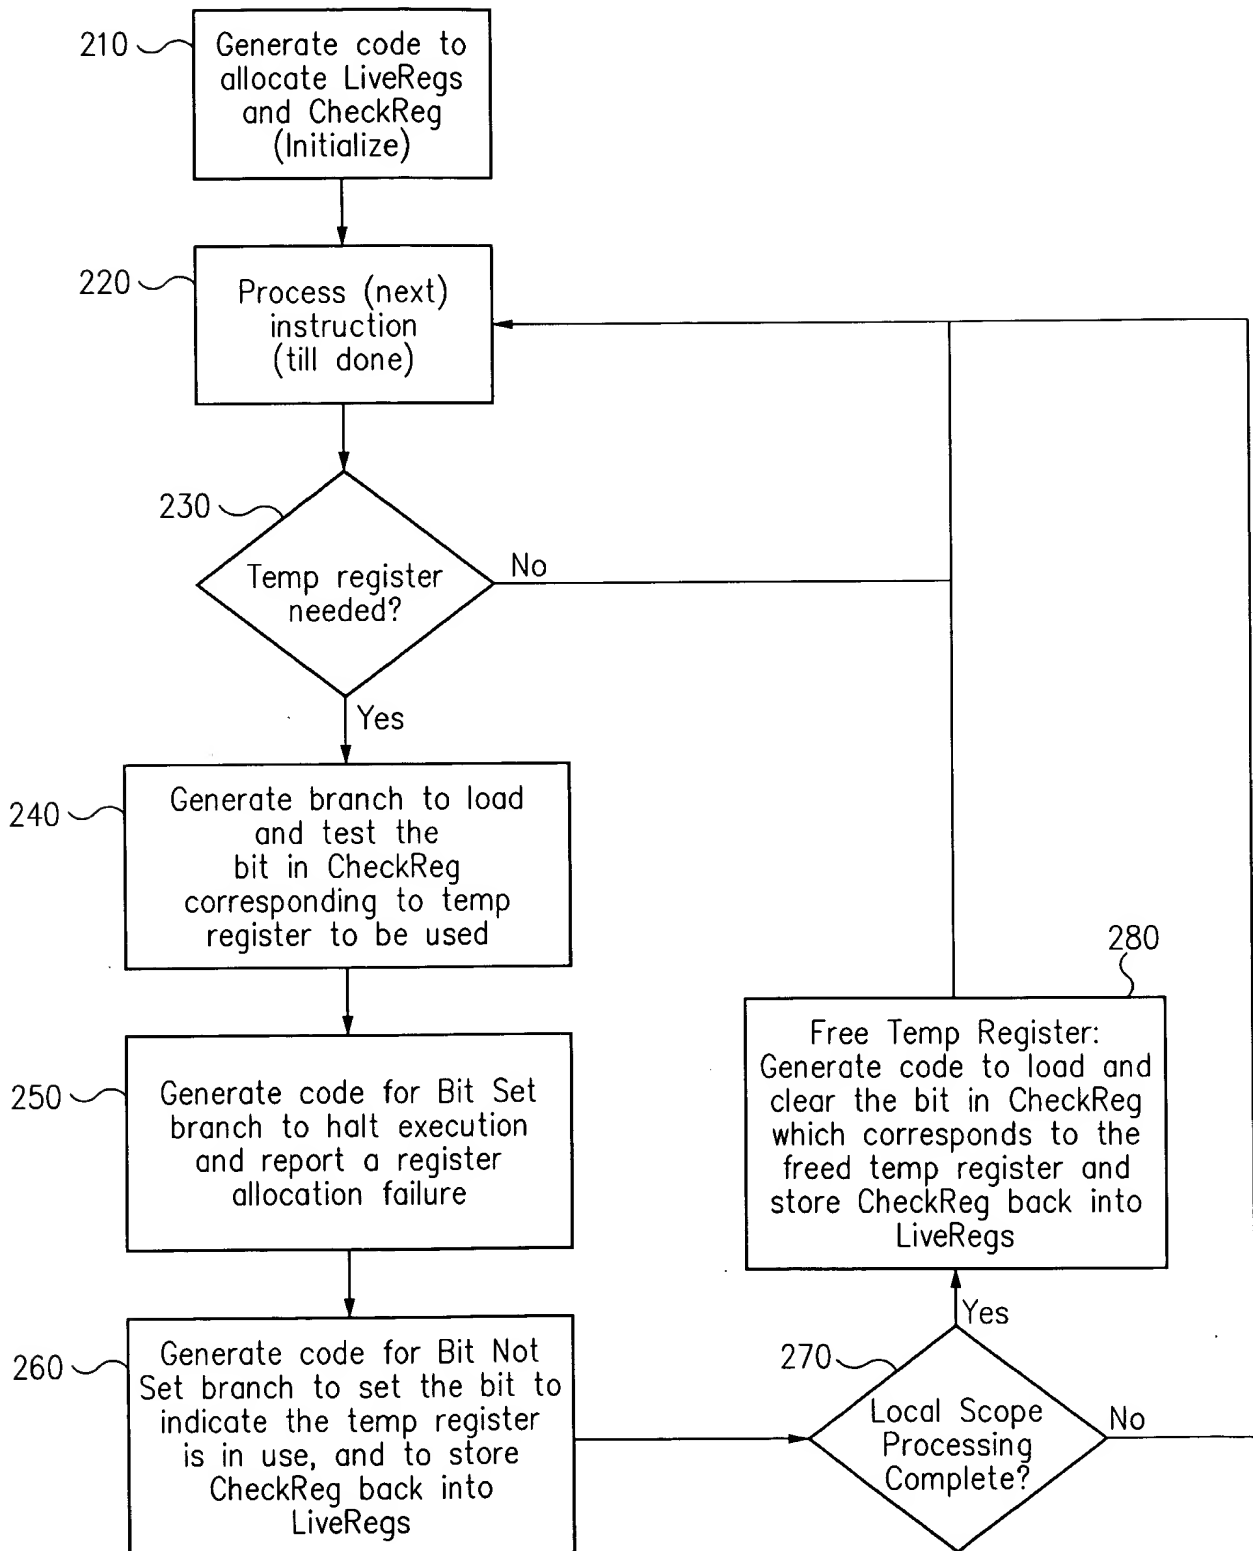 210
Generate code to
allocate LiveRegs
and CheckReg
(Initialize)
220
Process (next)
instruction
(till done)
230
Temp register
needed?
No
Yes
240
Generate branch to load
and test the
bit in CheckReg
corresponding to temp
register to be used
250
Generate code for Bit Set
branch to halt execution
and report a register
allocation failure
260
Generate code for Bit Not
Set branch to set the bit to
indicate the temp register
is in use, and to store
CheckReg back into
LiveRegs
270
Local Scope
Processing
Complete?
No
Yes
280
Free Temp Register:
Generate code to load and
clear the bit in CheckReg
which corresponds to the
freed temp register and
store CheckReg back into
LiveRegs